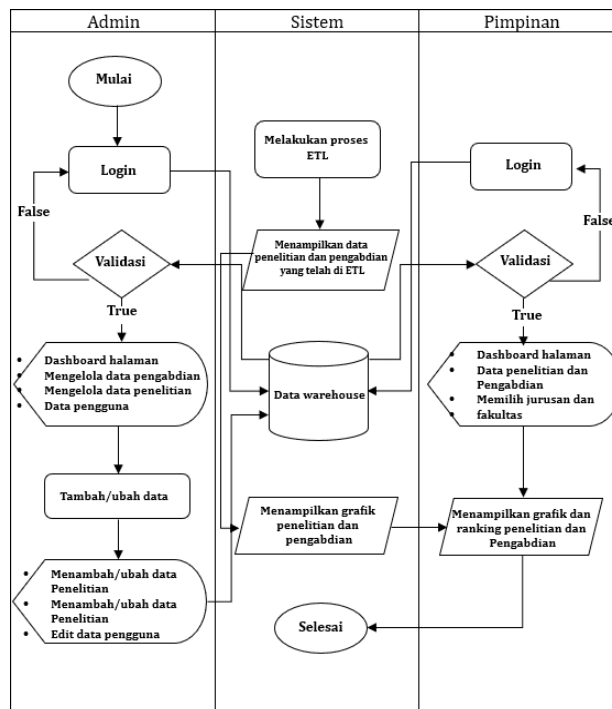 Admin
Sistem
Pimpinan
Mulai
Login
False
Validasi
True
• Dashboard halaman
• Mengelola data pengabdian
• Mengelola data penelitian
• Data pengguna
Tambah/ubah data
• Menambah/ubah data
Penelitian
• Menambah/ubah data
Penelitian
• Edit data pengguna
Melakukan proses
ETL
Menampilkan data
penelitian dan pengabdian
yang telah di ETL
Data warehouse
Menampilkan grafik
penelitian dan
pengabdian
Selesai
Login
False
Validasi
True
• Dashboard halaman
• Data penelitian dan
Pengabdian
• Memilih jurusan dan
• fakultas
Menampilkan grafik dan
ranking penelitian dan
Pengabdian